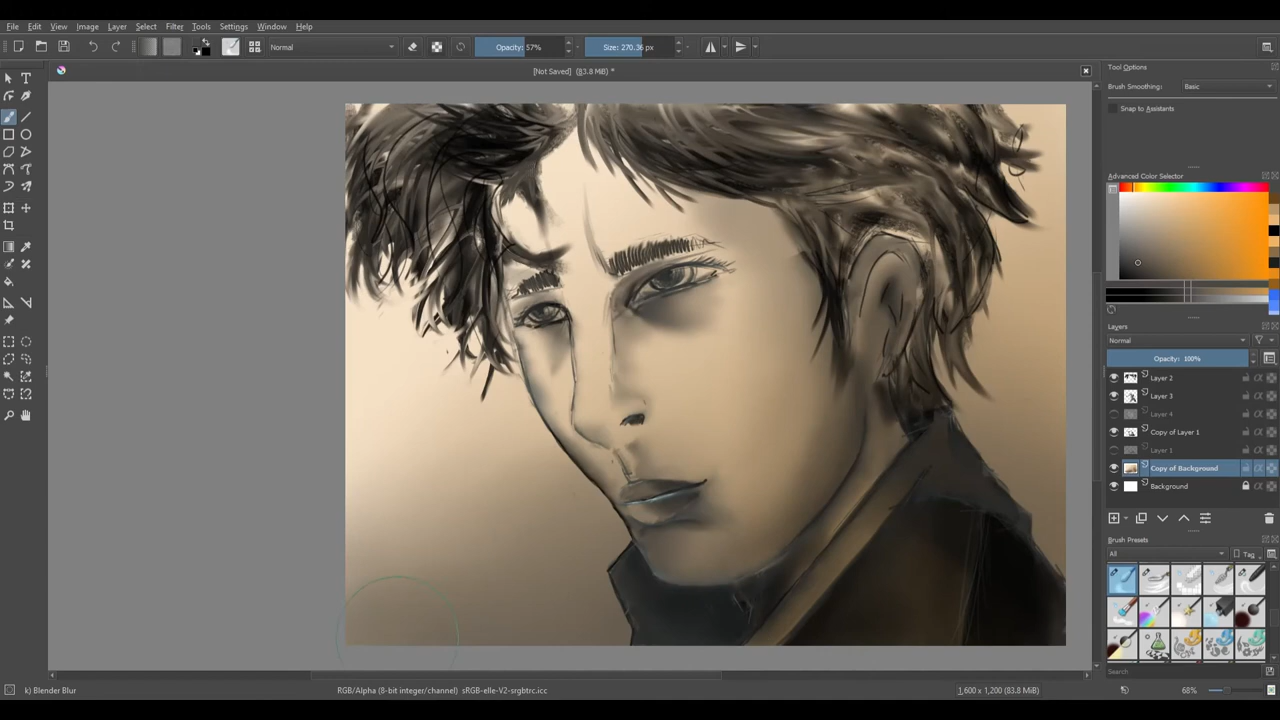 File Edit View Image Layer Select Filter Tools Settings Window Help
Normal Opacity: 57% Size: 270.36 px
[Not Saved] (83.8 MiB) *
Tool Options
Brush Smoothing: Basic
Snap to Assistants
Advanced Color Selector
Layers
Normal
Opacity: 100%
Layer 2
Layer 3
Layer 4
Copy of Layer 1
Layer 1
Copy of Background
Background
Brush Presets
All Tag
Search
k) Blender Blur RGB/Alpha (8-bit integer/channel) sRGB-elle-V2-srgbtrc.icc 1,600 x 1,200 (83.8 MiB) 68%